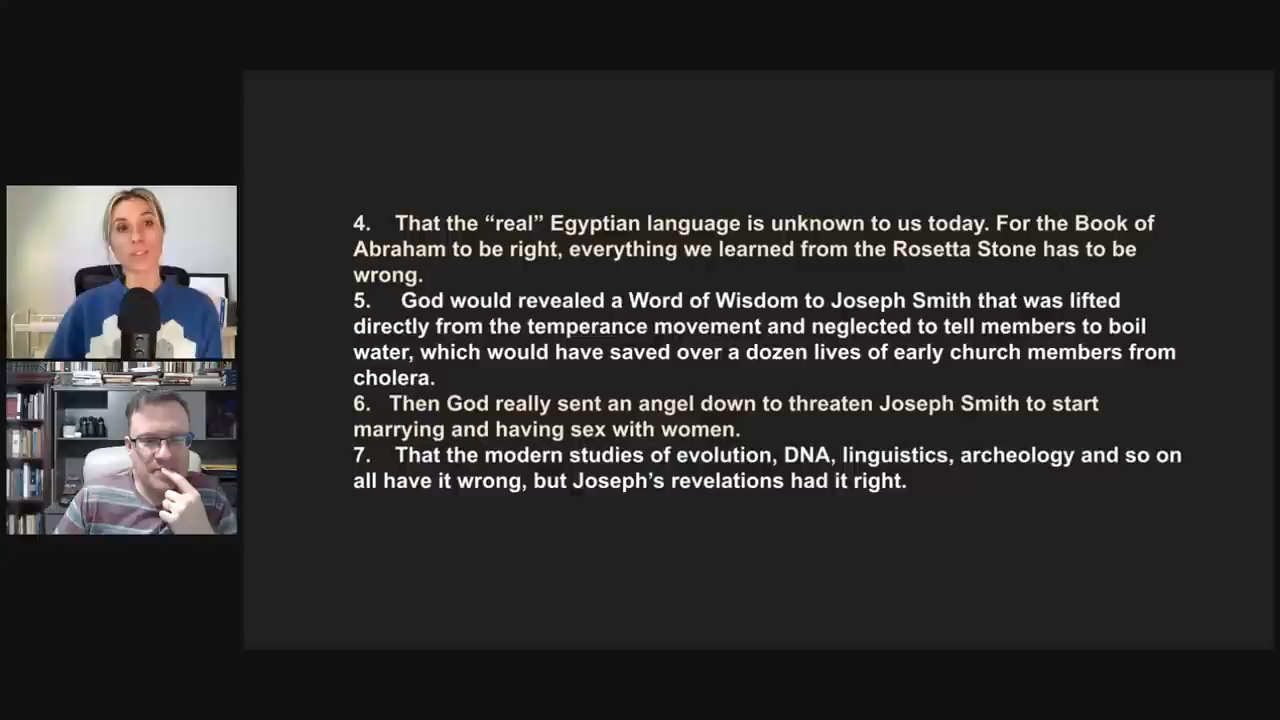 4. That the “real” Egyptian language is unknown to us today. For the Book of
Abraham to be right, everything we learned from the Rosetta Stone has to be
wrong.
5. God would revealed a Word of Wisdom to Joseph Smith that was lifted
directly from the temperance movement and neglected to tell members to boil
water, which would have saved over a dozen lives of early church members from
cholera.
6. Then God really sent an angel down to threaten Joseph Smith to start
marrying and having sex with women.
7. That the modern studies of evolution, DNA, linguistics, archeology and so on
all have it wrong, but Joseph’s revelations had it right.